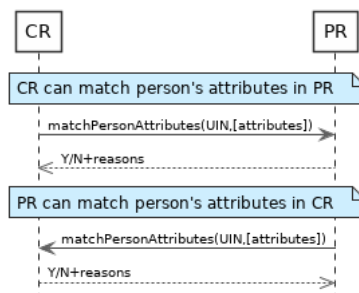 CR PR
CR can match person's attributes in PR
matchPersonAttributes(UIN,[attributes])
Y/N+reasons
PR can match person's attributes in CR
matchPersonAttributes(UIN,[attributes])
Y/N+reasons